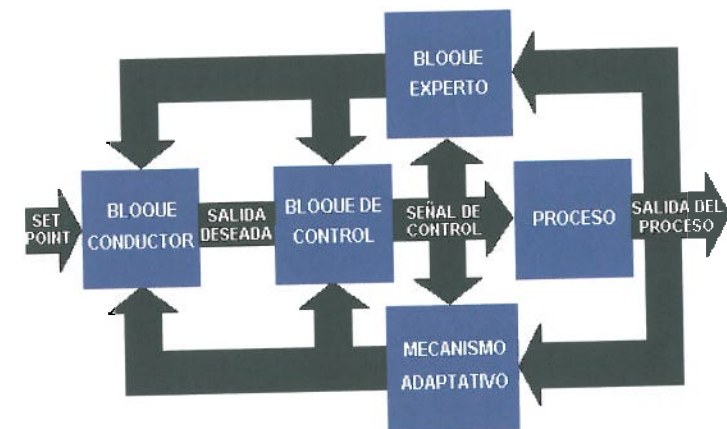 BLOQUE
EXPERTO
SET
POINT
BLOQUE
CONDUCTOR
SALIDA
DESEADA
BLOQUE DE
CONTROL
SEÑAL DE
CONTROL
PROCESO
SALIDA DEL
PROCESO
MECANISMO
ADAPTATIVO